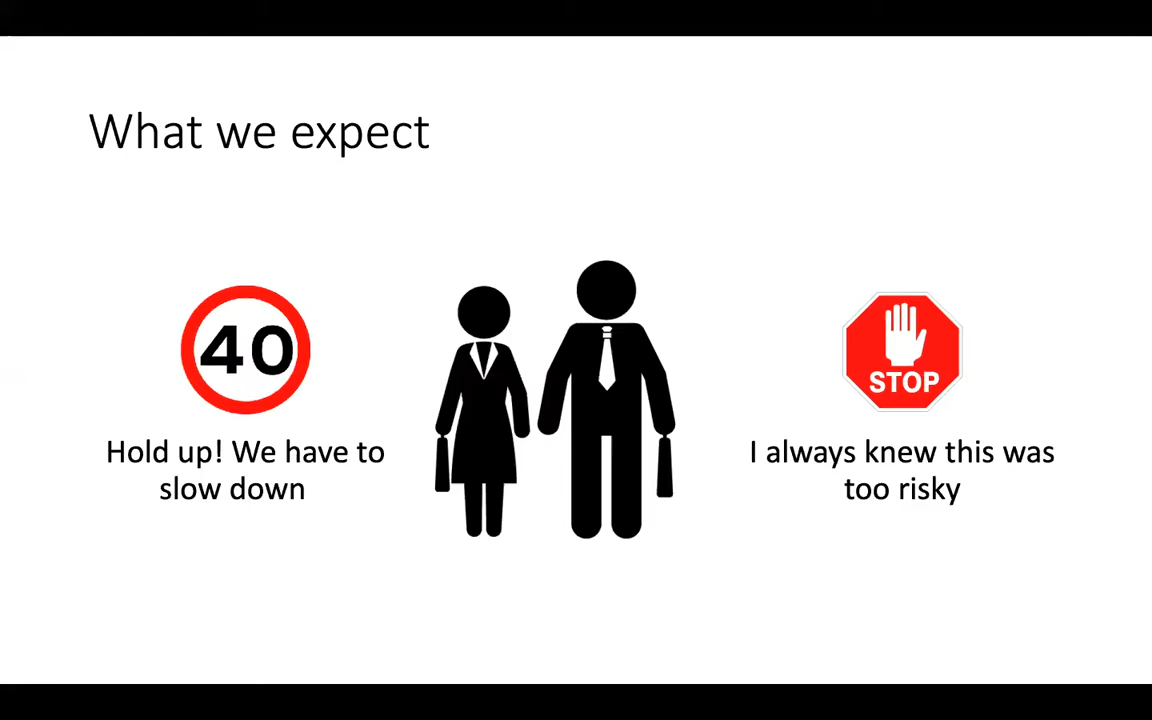 What we expect
40
Hold up! We have to
slow down
STOP
I always knew this was
too risky